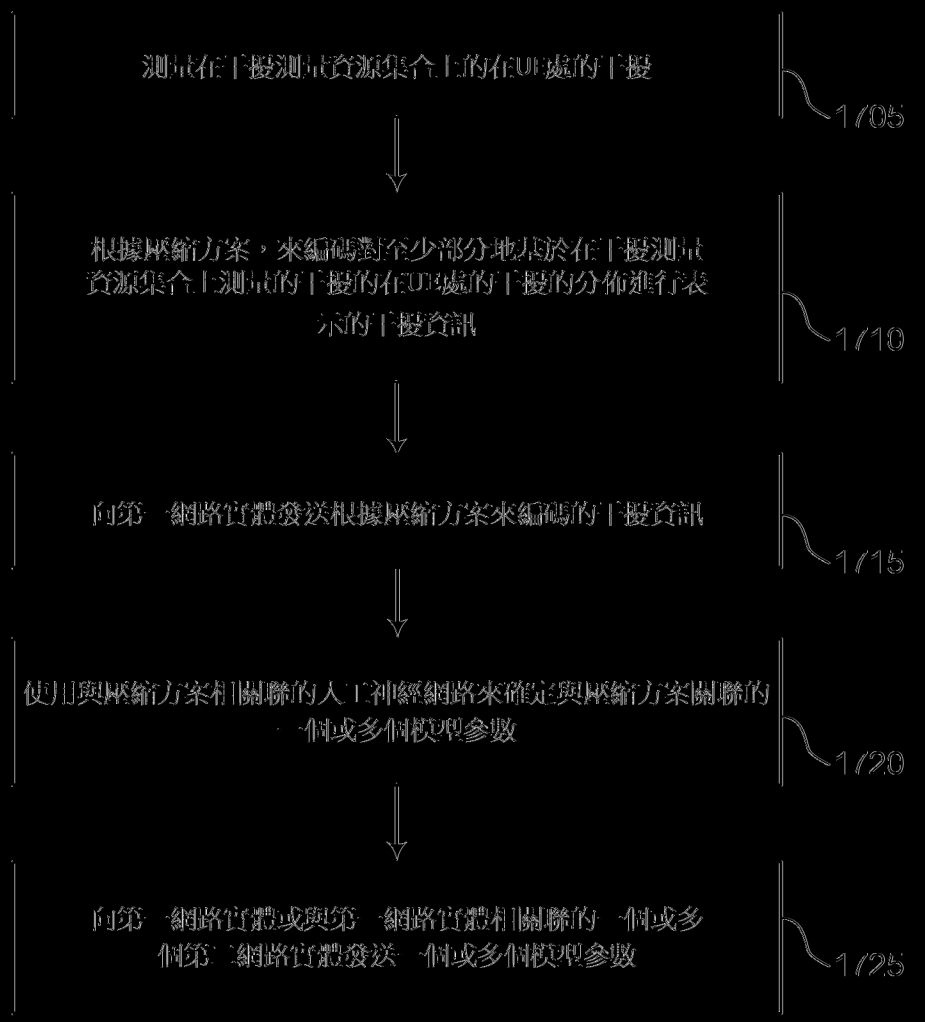 測量在干擾測量資源集合上的在UE處的干擾
1705
根據壓縮方案，來編碼對至少部分地基於在干擾測量
資源集合上測量的干擾的在UE處的干擾的分佈進行表
示的干擾資訊
1710
向第一網路實體發送根據壓縮方案來編碼的干擾資訊
1715
使用與壓縮方案相關聯的人工神經網路來確定與壓縮方案關聯的
一個或多個模型參數
1720
向第一網路實體或與第一網路實體相關聯的一個或多
個第二網路實體發送一個或多個模型參數
1725